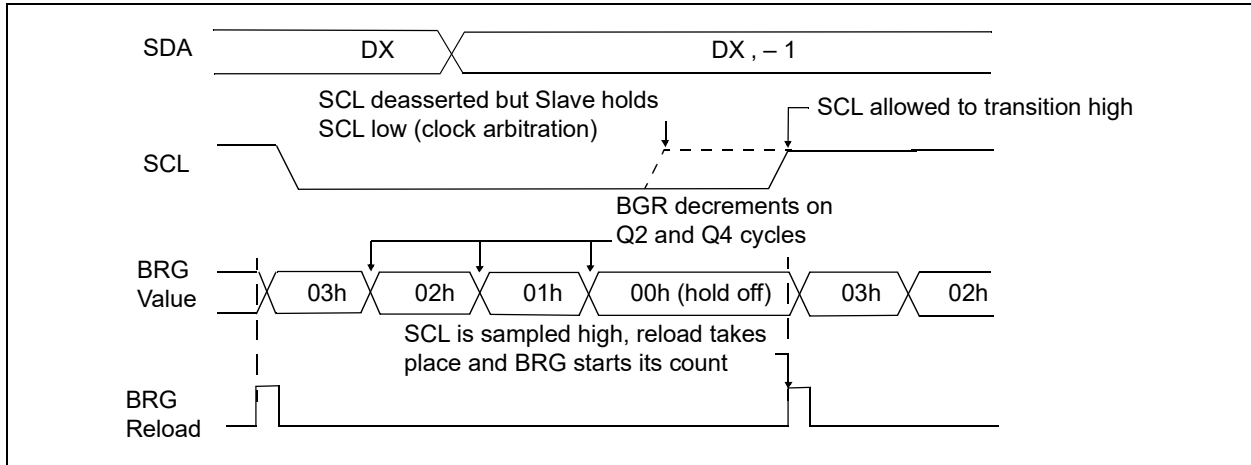 SDA DX DX , – 1
SCL deasserted but Slave holds
SCL low (clock arbitration)
SCL allowed to transition high
SCL
BGR decrements on
Q2 and Q4 cycles
BRG
Value
03h 02h 01h 00h (hold off) 03h 02h
SCL is sampled high, reload takes
place and BRG starts its count
BRG
Reload